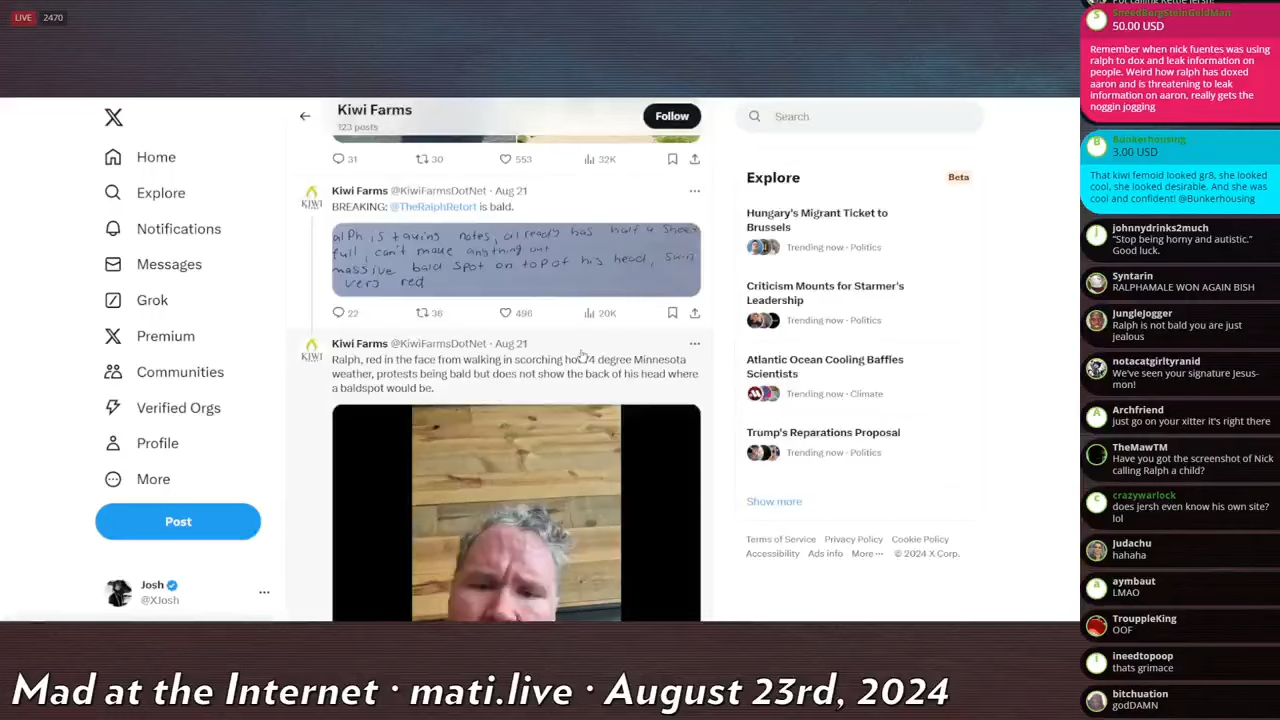 LIVE 2470
Home
Explore
Notifications
Messages
Grok
Premium
Communities
Verified Orgs
Profile
More
Post
Josh
@XJosh
Kiwi Farms
123 posts
Follow
31 30 553 32K
Kiwi Farms @KiwiFarmsDotNet · Aug 21
BREAKING: @TheRalphRetort is bald.
alph is taking notes, already has half a sheet
full, can't make anything out
massive bald spot on top of his head, skin
very red
22 36 496 20K
KIWI
Kiwi Farms @KiwiFarmsDotNet · Aug 21
Ralph, red in the face from walking in scorching hot 74 degree Minnesota
weather, protests being bald but does not show the back of his head where
a baldspot would be.
KIWI
Search
Explore
Beta
Hungary's Migrant Ticket to
Brussels
Trending now · Politics
Criticism Mounts for Starmer's
Leadership
Trending now · Politics
Atlantic Ocean Cooling Baffles
Scientists
Trending now · Climate
Trump's Reparations Proposal
Trending now · Politics
Show more
Terms of Service Privacy Policy Cookie Policy
Accessibility Ads info More ··· © 2024 X Corp.
SneedBergSteinGoldMan
50.00 USD
Remember when nick fuentes was using
ralph to dox and leak information on
people. Weird how ralph has doxed
aaron and is threatening to leak
information on aaron, really gets the
noggin jogging
Bunkerhousing
3.00 USD
That kiwi femoid looked gr8, she looked
cool, she looked desirable. And she was
cool and confident! @Bunkerhousing
johnnydrinks2much
"Stop being horny and autistic."
Good luck.
Syntarin
RALPHAMALE WON AGAIN BISH
JungleJogger
Ralph is not bald you are just
jealous
notacatgirltyranid
We've seen your signature Jesus-
mon!
Archfriend
just go on your xitter it's right there
TheMawTM
Have you got the screenshot of Nick
calling Ralph a child?
crazywarlock
does jersh even know his own site?
lol
Judachu
hahaha
aymbaut
LMAO
TrouppleKing
OOF
ineedtopoop
thats grimace
bitchuation
godDAMN
Mad at the Internet · mati.live · August 23rd, 2024